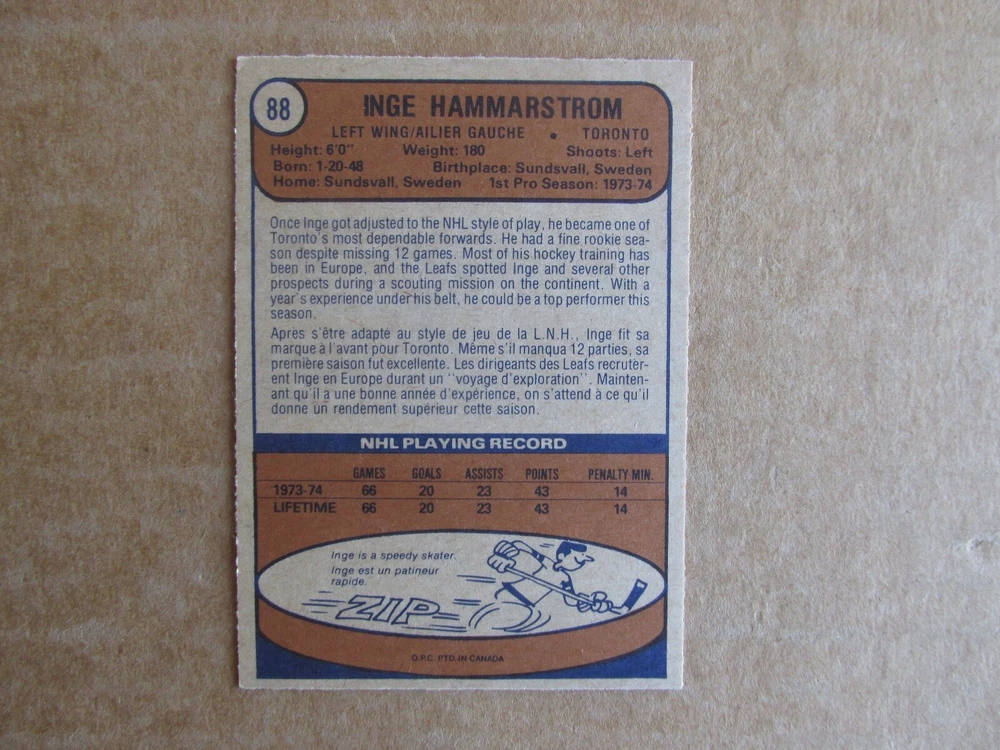 88
INGE HAMMARSTROM
LEFT WING/AILIER GAUCHE • TORONTO
Height: 6'0" Weight: 180 Shoots: Left
Born: 1-20-48 Birthplace: Sundsvall, Sweden
Home: Sundsvall, Sweden 1st Pro Season: 1973-74
Once Inge got adjusted to the NHL style of play, he became one of
Toronto's most dependable forwards. He had a fine rookie sea-
son despite missing 12 games. Most of his hockey training has
been in Europe, and the Leafs spotted Inge and several other
prospects during a scouting mission on the continent. With a
year's experience under his belt, he could be a top performer this
season.
Après s'être adapté au style de jeu de la L.N.H., Inge fit sa
marque à l'avant pour Toronto. Même s'il manqua 12 parties, sa
première saison fut excellente. Les dirigeants des Leafs recrutèr-
ent Inge en Europe durant un "voyage d'exploration". Mainten-
ant qu'il a une bonne année d'expérience, on s'attend à ce qu'il
donne un rendement supérieur cette saison.
NHL PLAYING RECORD
GAMES GOALS ASSISTS POINTS PENALTY MIN.
1973-74 66 20 23 43 14
LIFETIME 66 20 23 43 14
Inge is a speedy skater.
Inge est un patineur
rapide.
ZIP
O.P.C. PTD. IN CANADA